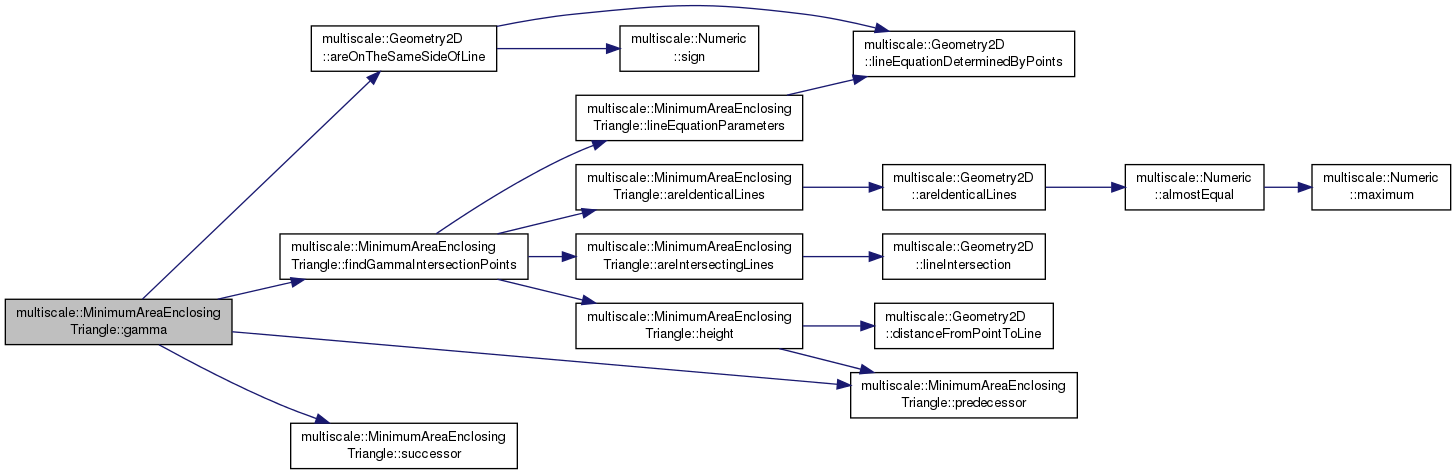 multiscale::Geometry2D
::areOnTheSameSideOfLine
multiscale::Numeric
::sign
multiscale::Geometry2D
::lineEquationDeterminedByPoints
multiscale::MinimumAreaEnclosing
Triangle::lineEquationParameters
multiscale::MinimumAreaEnclosing
Triangle::areIdenticalLines
multiscale::Geometry2D
::areIdenticalLines
multiscale::Numeric
::almostEqual
multiscale::Numeric
::maximum
multiscale::MinimumAreaEnclosing
Triangle::findGammaIntersectionPoints
multiscale::MinimumAreaEnclosing
Triangle::areIntersectingLines
multiscale::Geometry2D
::lineIntersection
multiscale::MinimumAreaEnclosing
Triangle::gamma
multiscale::MinimumAreaEnclosing
Triangle::height
multiscale::Geometry2D
::distanceFromPointToLine
multiscale::MinimumAreaEnclosing
Triangle::predecessor
multiscale::MinimumAreaEnclosing
Triangle::successor